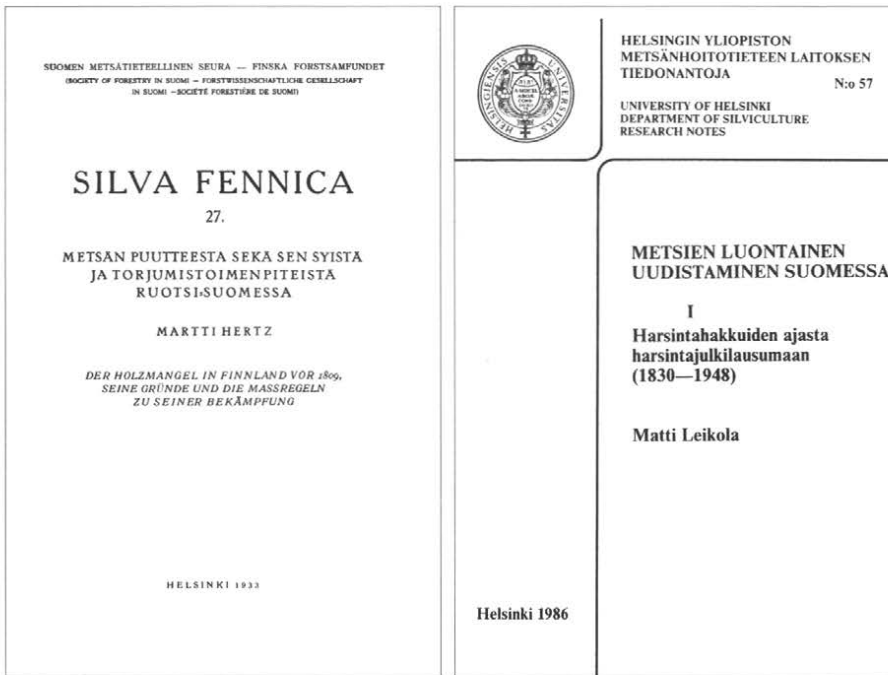 SUOMEN METSÄTIETEELLINEN SEURA — FINSKA FORSTSAMFUNDET
(SOCIETY OF FORESTRY IN SUOMI — FORSTWISSENSCHAFTLICHE GESELLSCHAFT
IN SUOMI — SOCIÉTÉ FORESTIÈRE DE SUOMI)
SILVA FENNICA
27.
METSÄN PUUTTEESTA SEKÄ SEN SYISTÄ
JA TORJUMISTOIMENPITEISTÄ
RUOTSI-SUOMESSA
MARTTI HERTZ
DER HOLZMANGEL IN FINNLAND VOR 1809,
SEINE GRÜNDE UND DIE MASSREGELN
ZU SEINER BEKÄMPFUNG
HELSINKI 1933
UNIVERSITAS HELSINGIENSIS
HELSINGIN YLIOPISTON
METSÄNHOITOTIETEEN LAITOKSEN
TIEDONANTOJA
N:o 57
UNIVERSITY OF HELSINKI
DEPARTMENT OF SILVICULTURE
RESEARCH NOTES
METSIEN LUONTAINEN
UUDISTAMINEN SUOMESSA
I
Harsintahakkuiden ajasta
harsintajulkilausumaan
(1830—1948)
Matti Leikola
Helsinki 1986